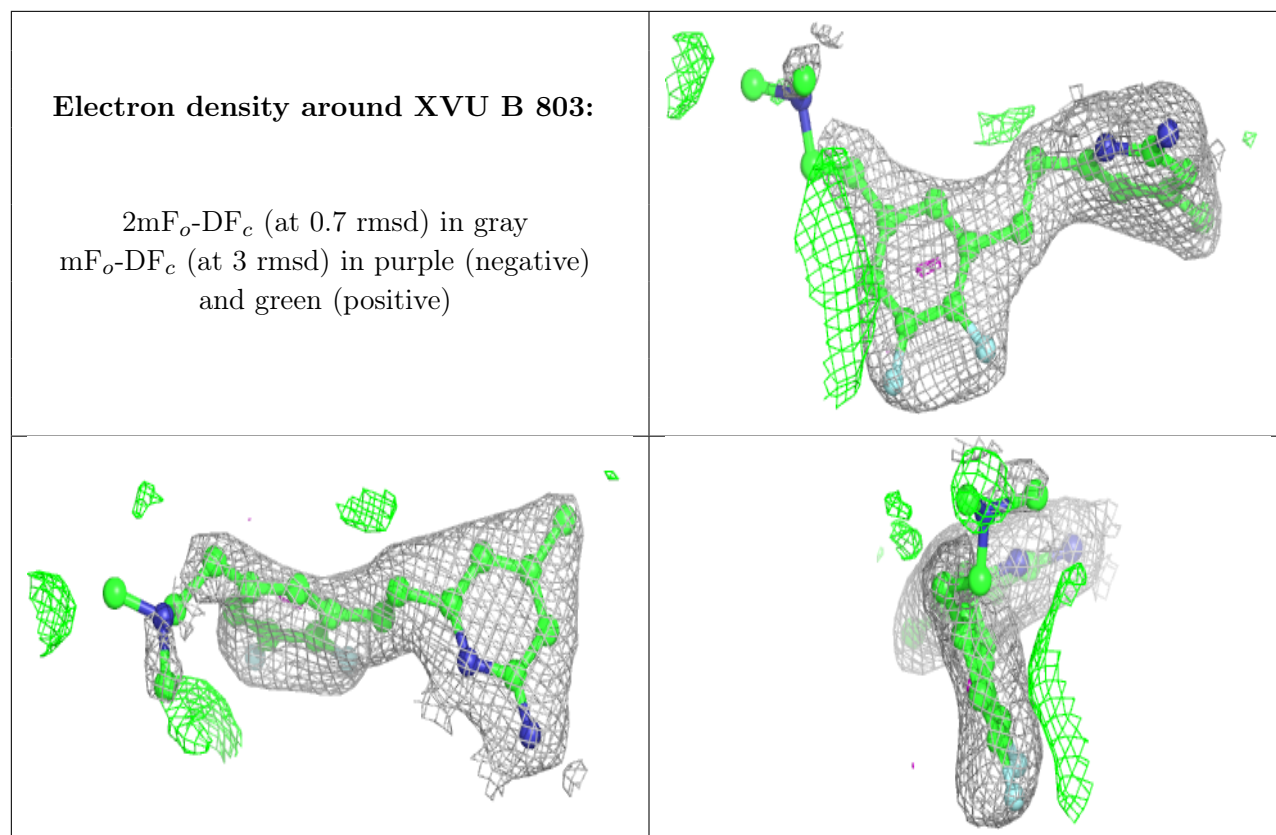 Electron density around XVU B 803:
2mFo-DFc (at 0.7 rmsd) in gray
mFo-DFc (at 3 rmsd) in purple (negative)
and green (positive)